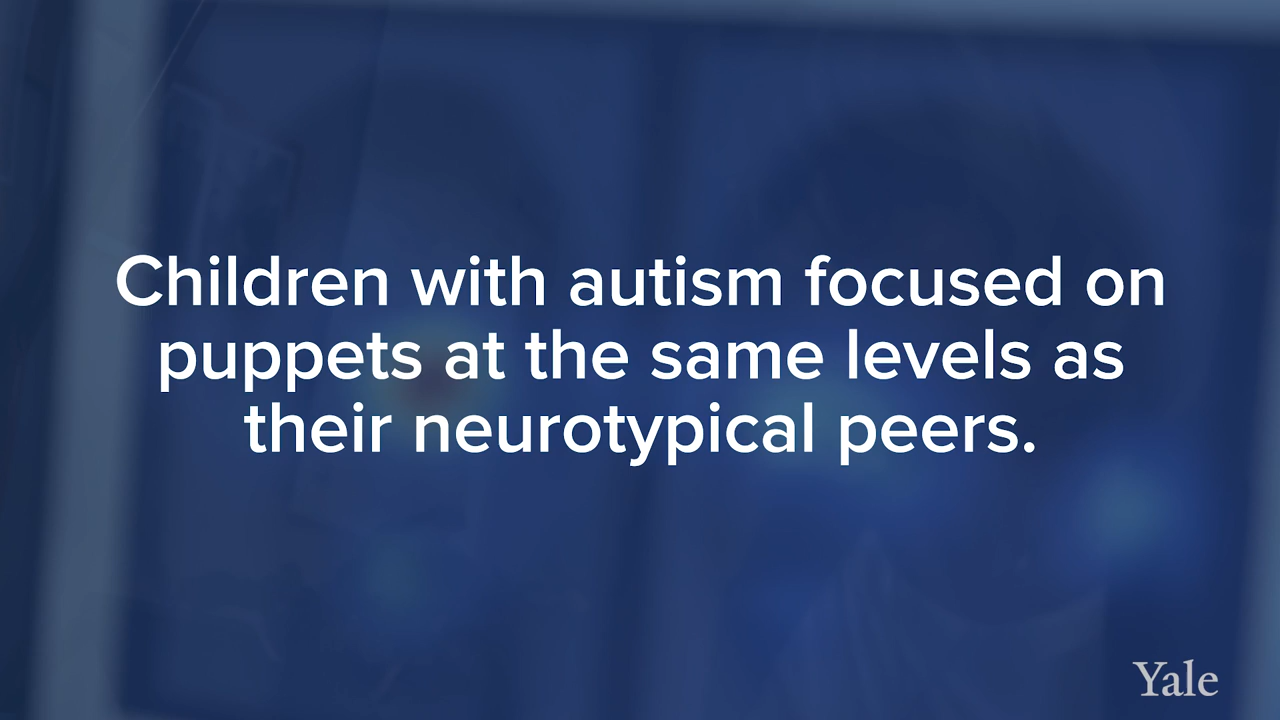 Children with autism focused on
puppets at the same levels as
their neurotypical peers.
Yale